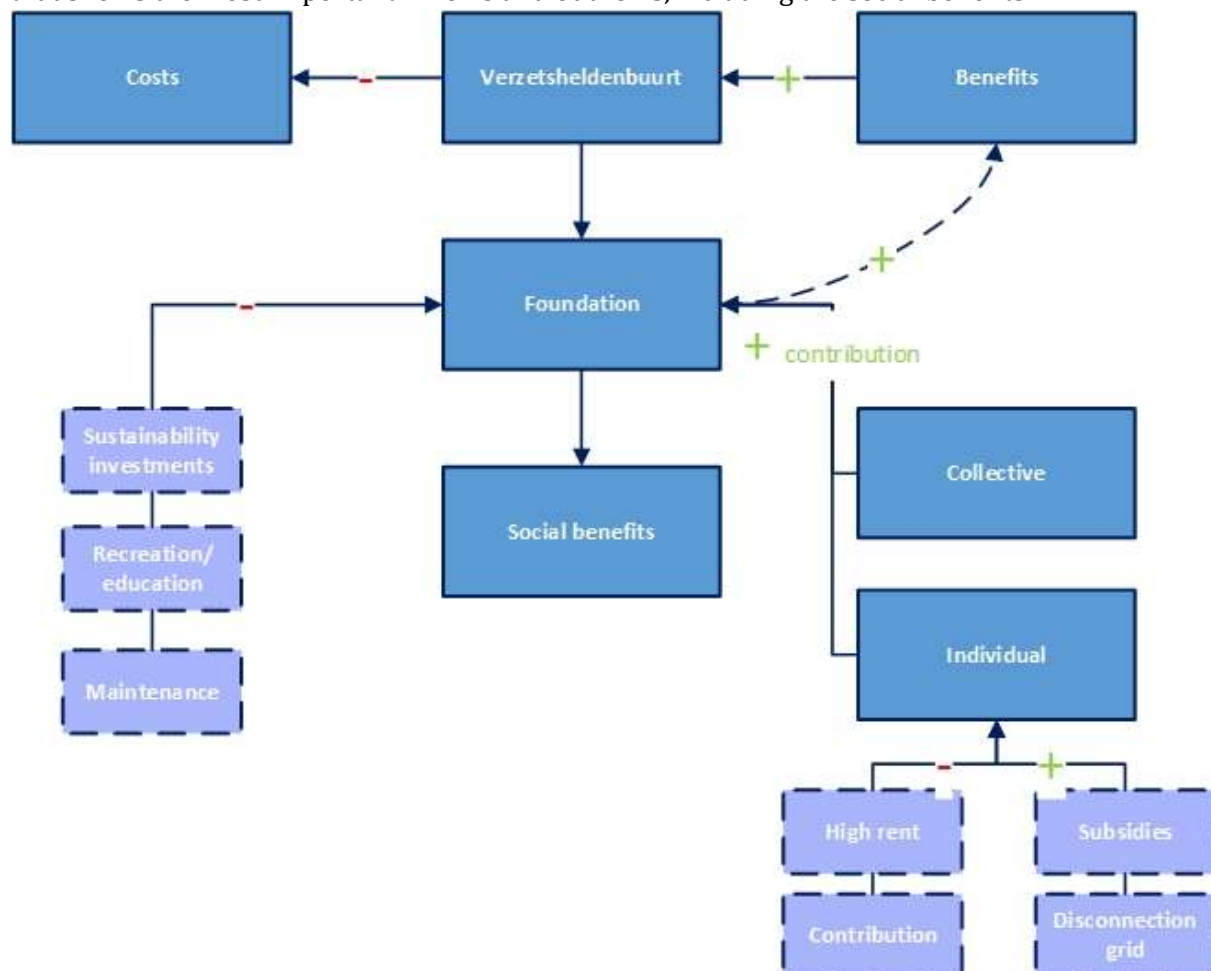 Costs
-
Verzetsheldenbuurt
+
Benefits
+
Foundation
-
+ contribution
Sustainability
investments
Collective
Social benefits
Recreation/
education
Individual
Maintenance
-
+
High rent
Subsidies
Contribution
Disconnection
grid